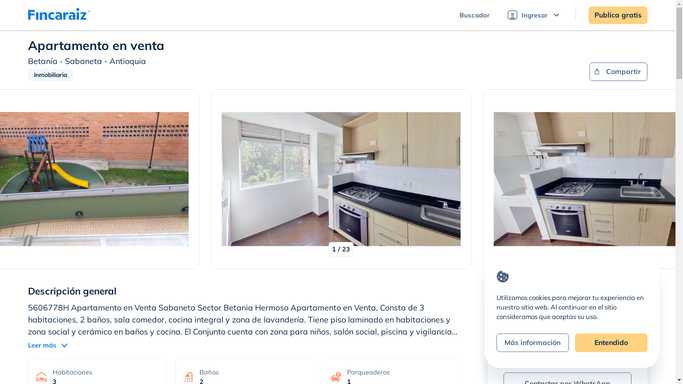 Fincaraiz
Buscador
Ingresar
Publica gratis
Apartamento en venta
Betanía - Sabaneta - Antioquia
Inmobiliaria
Compartir
1 / 23
Descripción general
5606778H Apartamento en Venta Sabaneta Sector Betania Hermoso Apartamento en Venta, Consta de 3
habitaciones, 2 baños, sala comedor, cocina integral y zona de lavandería. Tiene piso laminado en habitaciones y
zona social y cerámico en baños y cocina. El Conjunto cuenta con zona para niños, salón social, piscina y vigilancia...
Leer más
Habitaciones
3
Baños
2
Parqueaderos
1
Utilizamos cookies para mejorar tu experiencia en
nuestro sitio web. Al continuar en el sitio
consideramos que aceptas su uso.
Más información
Entendido
Contactar por WhatsApp